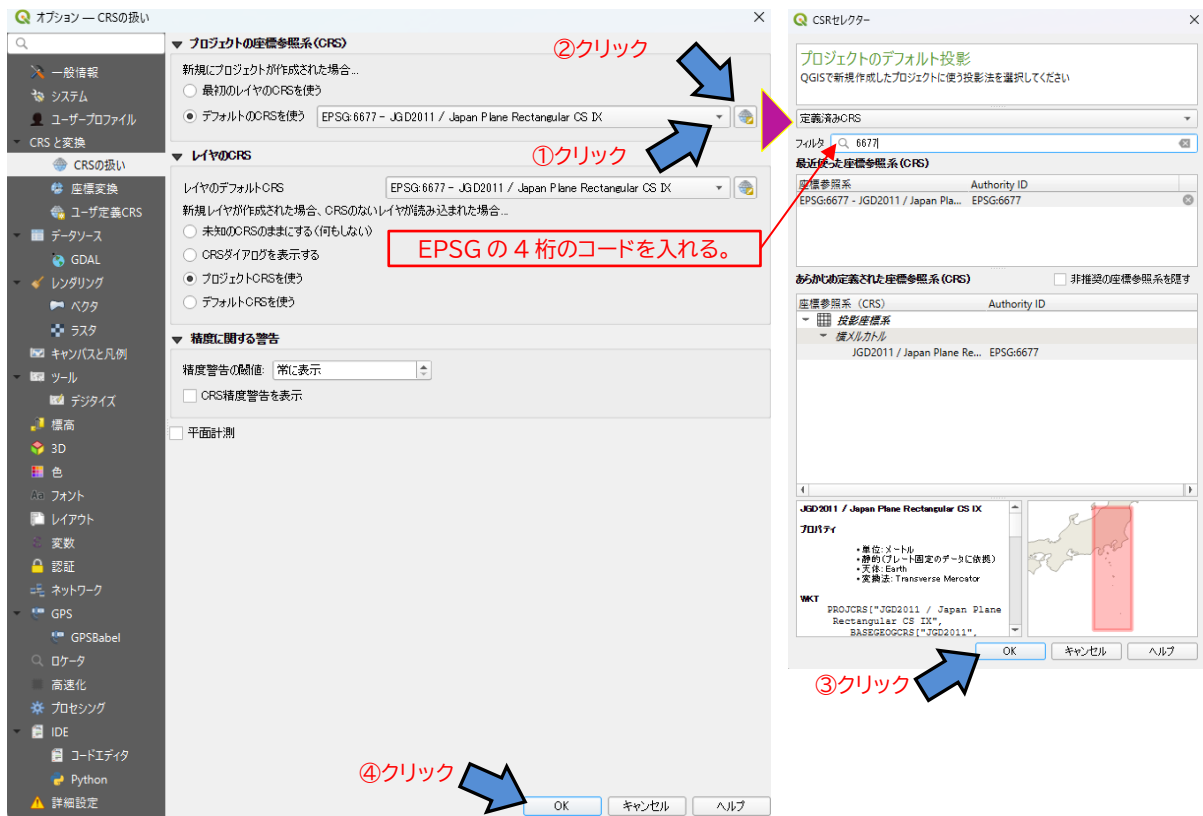 オプション — CRSの扱い
一般情報
システム
ユーザープロファイル
CRS と変換
CRSの扱い
座標変換
ユーザ定義CRS
データソース
GDAL
レンダリング
ベクタ
ラスタ
キャンバスと凡例
ツール
デジタイズ
標高
3D
色
フォント
レイアウト
変数
認証
ネットワーク
GPS
GPSBabel
ロケータ
高速化
プロセシング
IDE
コードエディタ
Python
詳細設定
プロジェクトの座標参照系(CRS)
②クリック
新規にプロジェクトが作成された場合...
最初のレイヤのCRSを使う
デフォルトのCRSを使う EPSG:6677 - JGD2011 / Japan Plane Rectangular CS IX
①クリック
レイヤのCRS
レイヤのデフォルトCRS EPSG:6677 - JGD2011 / Japan Plane Rectangular CS IX
新規レイヤが作成された場合、CRSのないレイヤが読み込まれた場合...
未知のCRSのままにする(何もしない)
CRSダイアログを表示する
プロジェクトCRSを使う
デフォルトCRSを使う
EPSG の 4 桁のコードを入れる。
精度に関する警告
精度警告の閾値: 常に表示
CRS精度警告を表示
平面計測
④クリック
OK キャンセル ヘルプ
CSRセレクター
プロジェクトのデフォルト投影
QGISで新規作成したプロジェクトに使う投影法を選択してください
定義済みCRS
フィルタ 6677
最近使った座標参照系(CRS)
座標参照系 Authority ID
EPSG:6677 - JGD2011 / Japan Pla... EPSG:6677
あらかじめ定義された座標参照系(CRS) 非推奨の座標参照系を隠す
座標参照系 (CRS) Authority ID
投影座標系
横メルカトル
JGD2011 / Japan Plane Re... EPSG:6677
JGD2011 / Japan Plane Rectangular CS IX
プロパティ
•単位: メートル
•静的(プレート固定のデータに依拠)
•天体: Earth
•変換法: Transverse Mercator
WKT
PROJCRS["JGD2011 / Japan Plane
Rectangular CS IX",
BASEGEOGCRS["JGD2011",
OK キャンセル ヘルプ
③クリック